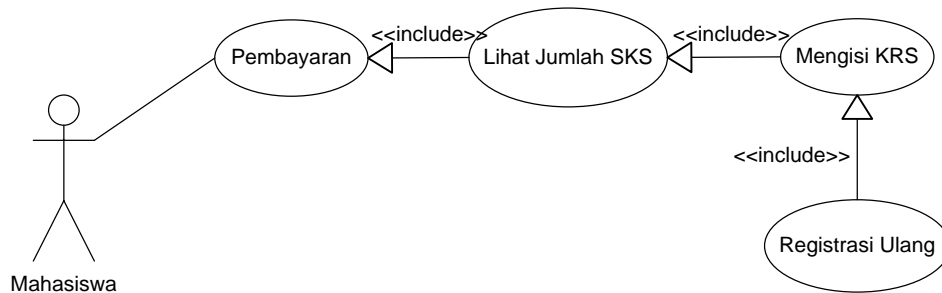 <<include>>
<<include>>
Pembayaran
Lihat Jumlah SKS
Mengisi KRS
<<include>>
Registrasi Ulang
Mahasiswa